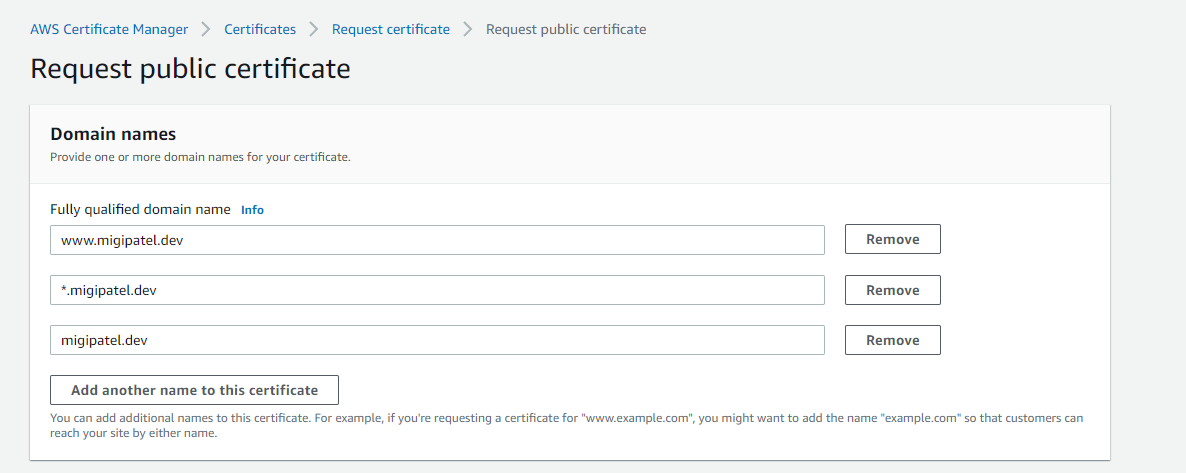 AWS Certificate Manager > Certificates > Request certificate > Request public certificate
Request public certificate
Domain names
Provide one or more domain names for your certificate.
Fully qualified domain name Info
www.migipatel.dev Remove
*.migipatel.dev Remove
migipatel.dev Remove
Add another name to this certificate
You can add additional names to this certificate. For example, if you're requesting a certificate for "www.example.com", you might want to add the name "example.com" so that customers can
reach your site by either name.